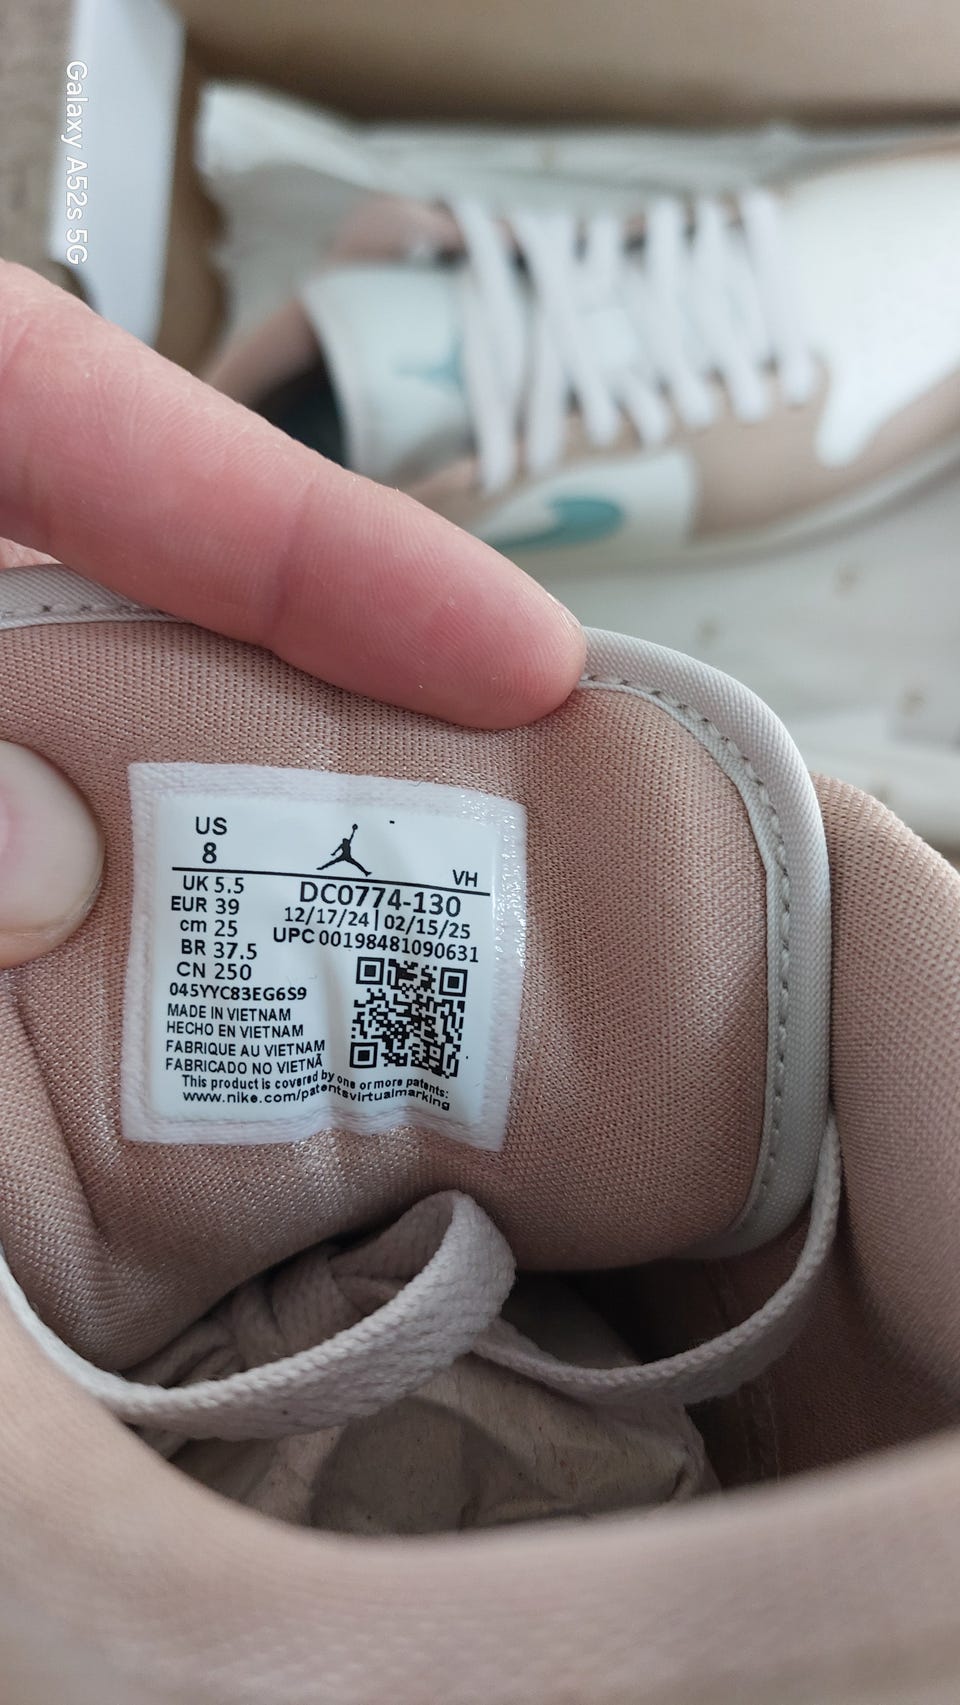 Galaxy A52s 5G
US
8
VH
UK 5.5
EUR 39
cm 25
BR 37.5
CN 250
DC0774-130
12/17/24 | 02/15/25
UPC 00198481090631
045YYC83EG6S9
MADE IN VIETNAM
HECHO EN VIETNAM
FABRIQUE AU VIETNAM
FABRICADO NO VIETNÃ
This product is covered by one or more patents:
www.nike.com/patentsvirtualmarking